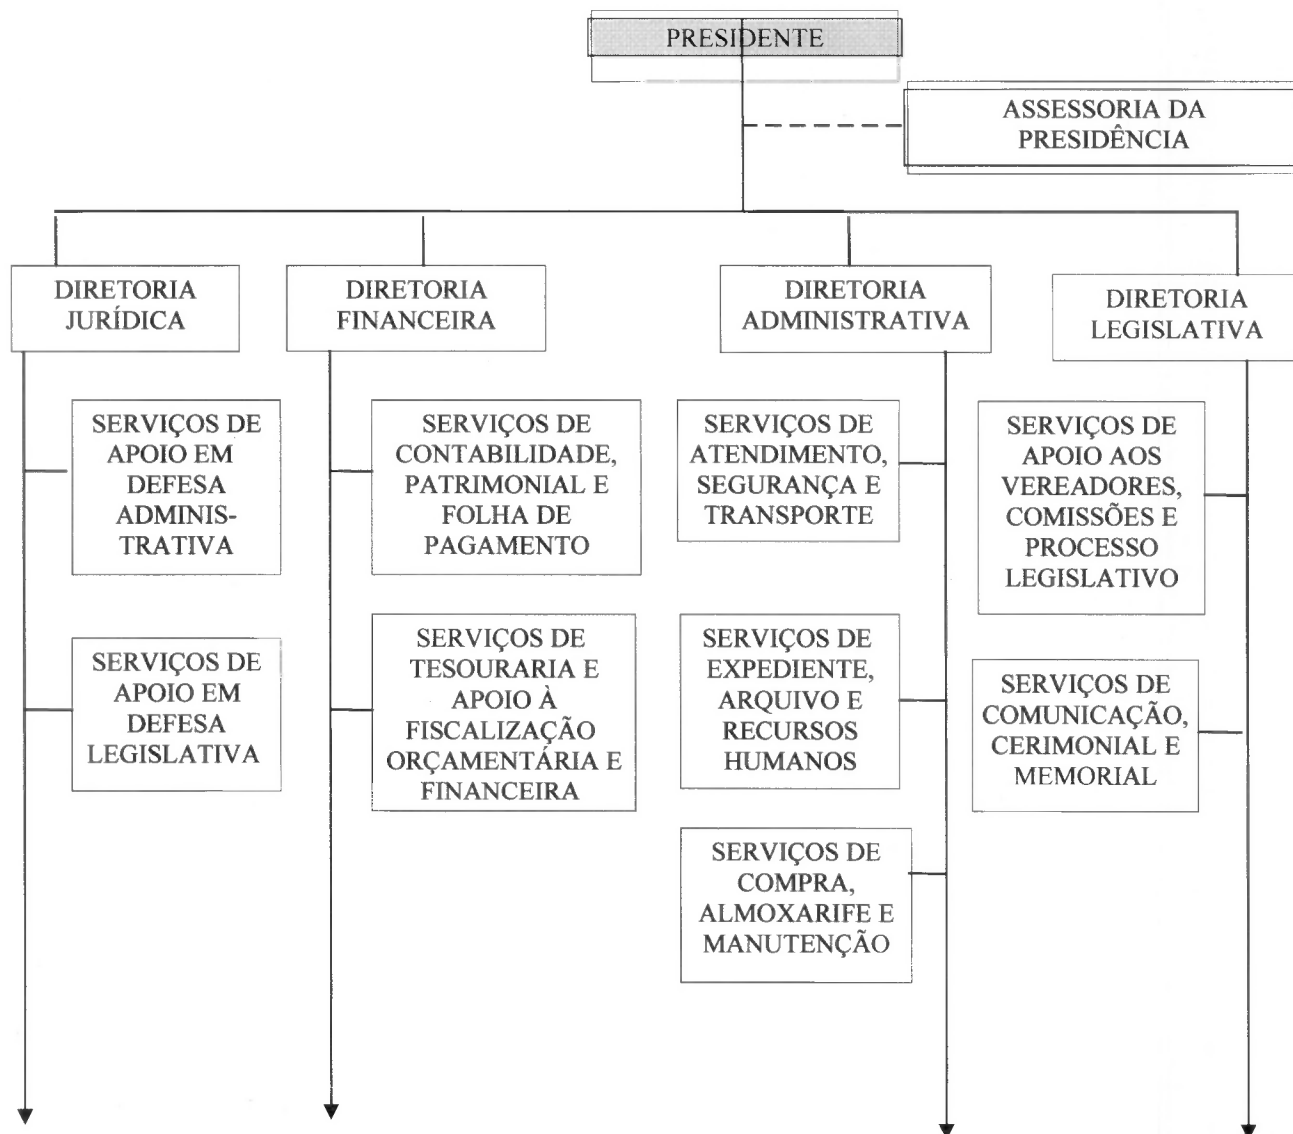 PRESIDENTE
ASSESSORIA DA
PRESIDÊNCIA
DIRETORIA
JURÍDICA
DIRETORIA
FINANCEIRA
DIRETORIA
ADMINISTRATIVA
DIRETORIA
LEGISLATIVA
SERVIÇOS DE
APOIO EM
DEFESA
ADMINIS-
TRATIVA
SERVIÇOS DE
CONTABILIDADE,
PATRIMONIAL E
FOLHA DE
PAGAMENTO
SERVIÇOS DE
ATENDIMENTO,
SEGURANÇA E
TRANSPORTE
SERVIÇOS DE
APOIO AOS
VEREADORES,
COMISSÕES E
PROCESSO
LEGISLATIVO
SERVIÇOS DE
APOIO EM
DEFESA
LEGISLATIVA
SERVIÇOS DE
TESOURARIA E
APOIO À
FISCALIZAÇÃO
ORÇAMENTÁRIA E
FINANCEIRA
SERVIÇOS DE
EXPEDIENTE,
ARQUIVO E
RECURSOS
HUMANOS
SERVIÇOS DE
COMUNICAÇÃO,
CERIMONIAL E
MEMORIAL
SERVIÇOS DE
COMPRA,
ALMOXARIFE E
MANUTENÇÃO